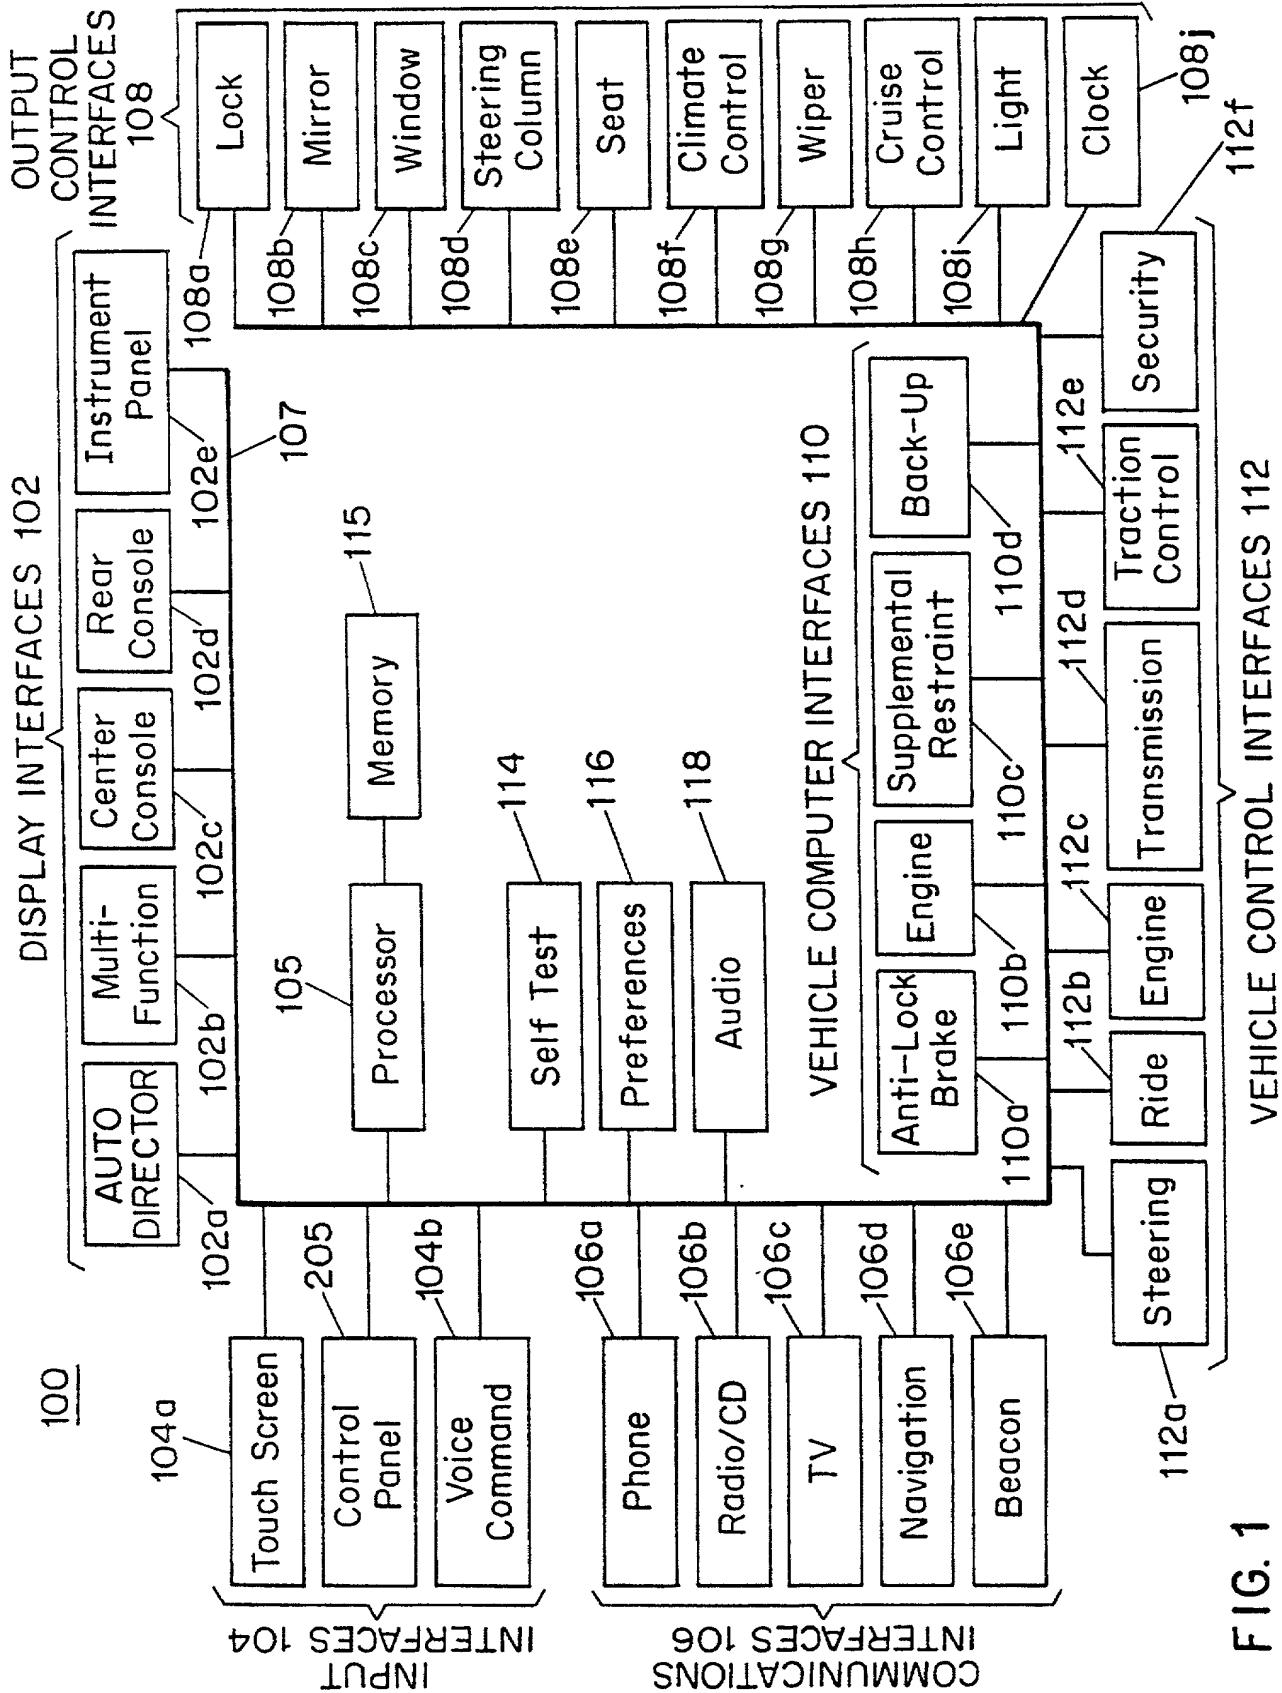 100
DISPLAY INTERFACES 102
AUTO
DIRECTOR
102a
Multi-
Function
102b
Center
Console
102c
Rear
Console
102d
Instrument
Panel
102e
107
OUTPUT
CONTROL
INTERFACES
108
Lock
108a
Mirror
108b
Window
108c
Steering
Column
108d
Seat
108e
Climate
Control
108f
Wiper
108g
Cruise
Control
108h
Light
108i
Clock
108j
INPUT
INTERFACES 104
104a
Touch Screen
205
Control
Panel
104b
Voice
Command
COMMUNICATIONS
INTERFACES 106
106a
Phone
106b
Radio/CD
106c
TV
106d
Navigation
106e
Beacon
105
Processor
Memory
115
Self Test
114
Preferences
116
Audio
118
VEHICLE COMPUTER INTERFACES 110
Anti-Lock
Brake
110a
Engine
110b
Supplemental
Restraint
110c
Back-Up
110d
Steering
112a
Ride
112b
Engine
112c
Transmission
112d
Traction
Control
112e
Security
112f
VEHICLE CONTROL INTERFACES 112
FIG. 1